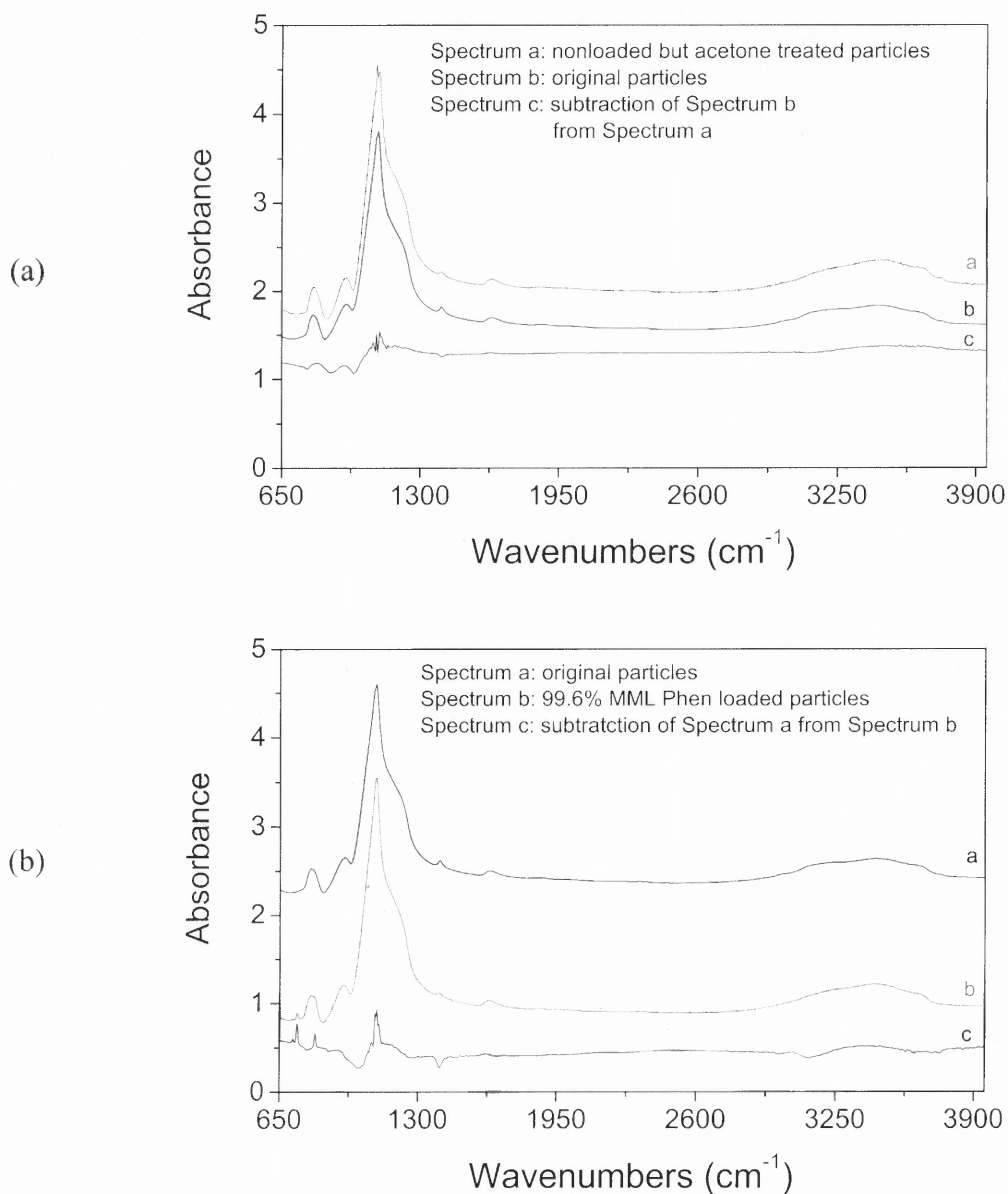 (a)
Absorbance
5
4
3
2
1
0
Spectrum a: nonloaded but acetone treated particles
Spectrum b: original particles
Spectrum c: subtraction of Spectrum b
from Spectrum a
a
b
c
650 1300 1950 2600 3250 3900
Wavenumbers (cm⁻¹)
(b)
Absorbance
5
4
3
2
1
0
Spectrum a: original particles
Spectrum b: 99.6% MML Phen loaded particles
Spectrum c: subtratction of Spectrum a from Spectrum b
a
b
c
650 1300 1950 2600 3250 3900
Wavenumbers (cm⁻¹)